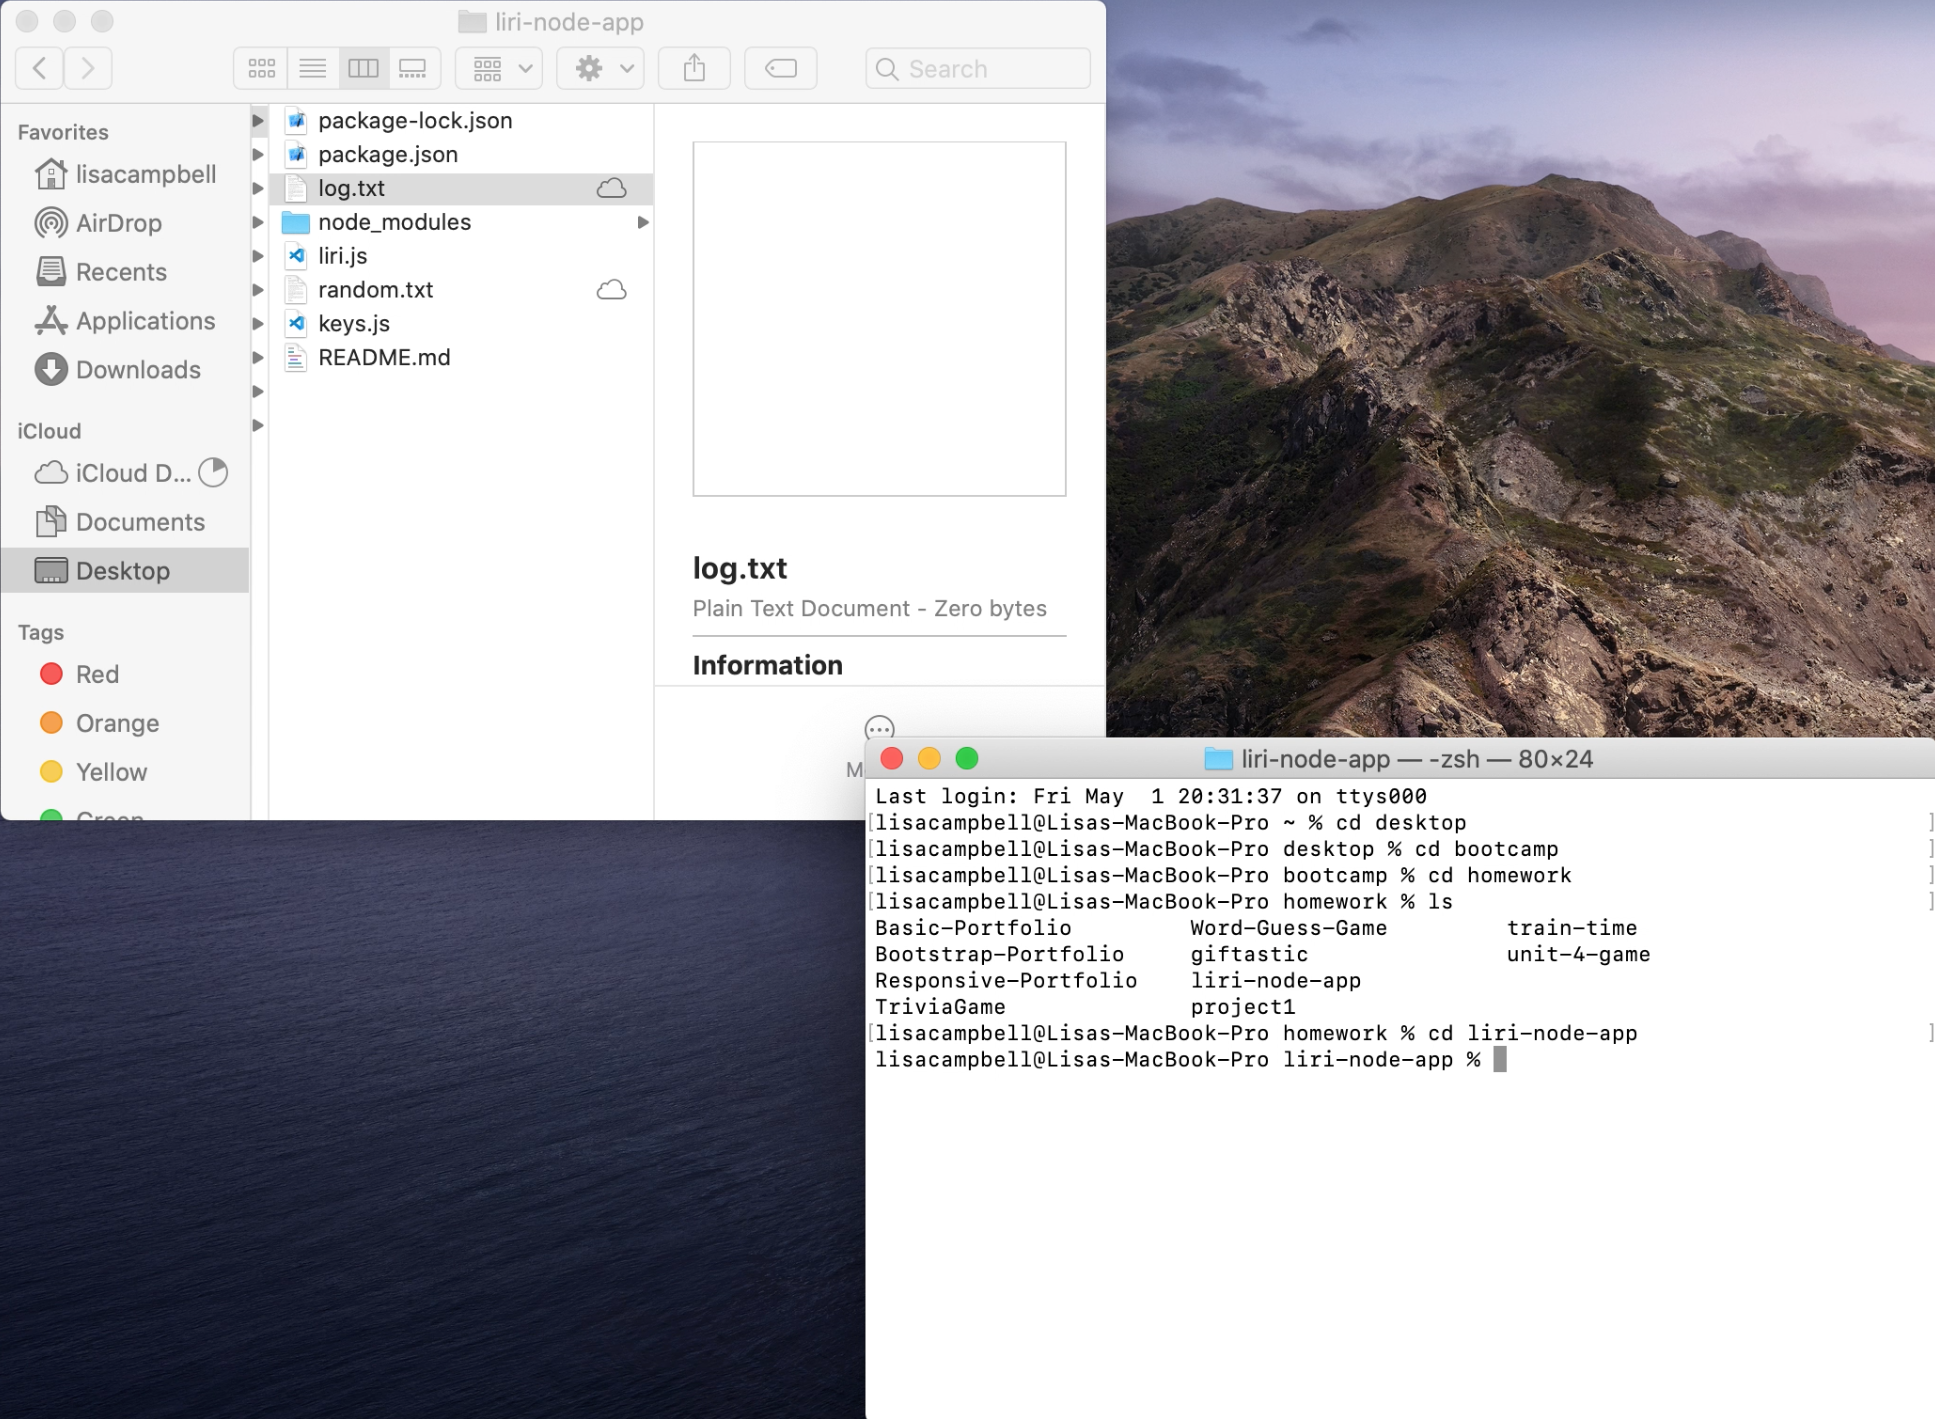 liri-node-app
Search
Favorites
lisacampbell
AirDrop
Recents
Applications
Downloads
iCloud
iCloud D...
Documents
Desktop
Tags
Red
Orange
Yellow
Green
package-lock.json
package.json
log.txt
node_modules
liri.js
random.txt
keys.js
README.md
log.txt
Plain Text Document - Zero bytes
Information
liri-node-app — -zsh — 80×24
Last login: Fri May  1 20:31:37 on ttys000
[lisacampbell@Lisas-MacBook-Pro ~ % cd desktop ]
[lisacampbell@Lisas-MacBook-Pro desktop % cd bootcamp ]
[lisacampbell@Lisas-MacBook-Pro bootcamp % cd homework ]
[lisacampbell@Lisas-MacBook-Pro homework % ls ]
Basic-Portfolio Word-Guess-Game train-time
Bootstrap-Portfolio giftastic unit-4-game
Responsive-Portfolio liri-node-app
TriviaGame project1
[lisacampbell@Lisas-MacBook-Pro homework % cd liri-node-app ]
lisacampbell@Lisas-MacBook-Pro liri-node-app %